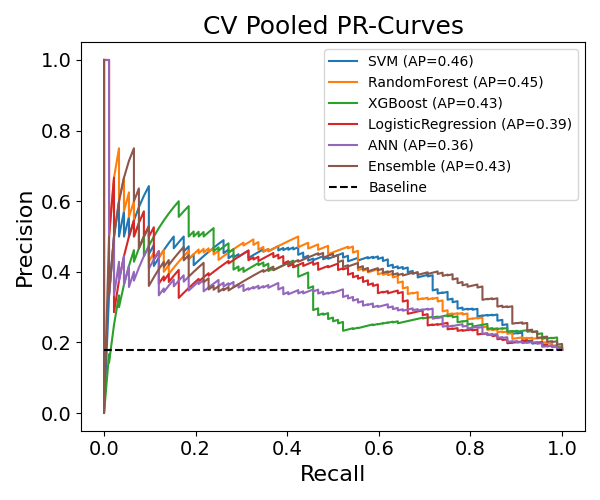 CV Pooled PR-Curves
SVM (AP=0.46)
RandomForest (AP=0.45)
XGBoost (AP=0.43)
LogisticRegression (AP=0.39)
ANN (AP=0.36)
Ensemble (AP=0.43)
Baseline
Precision
1.0
0.8
0.6
0.4
0.2
0.0
0.0 0.2 0.4 0.6 0.8 1.0
Recall